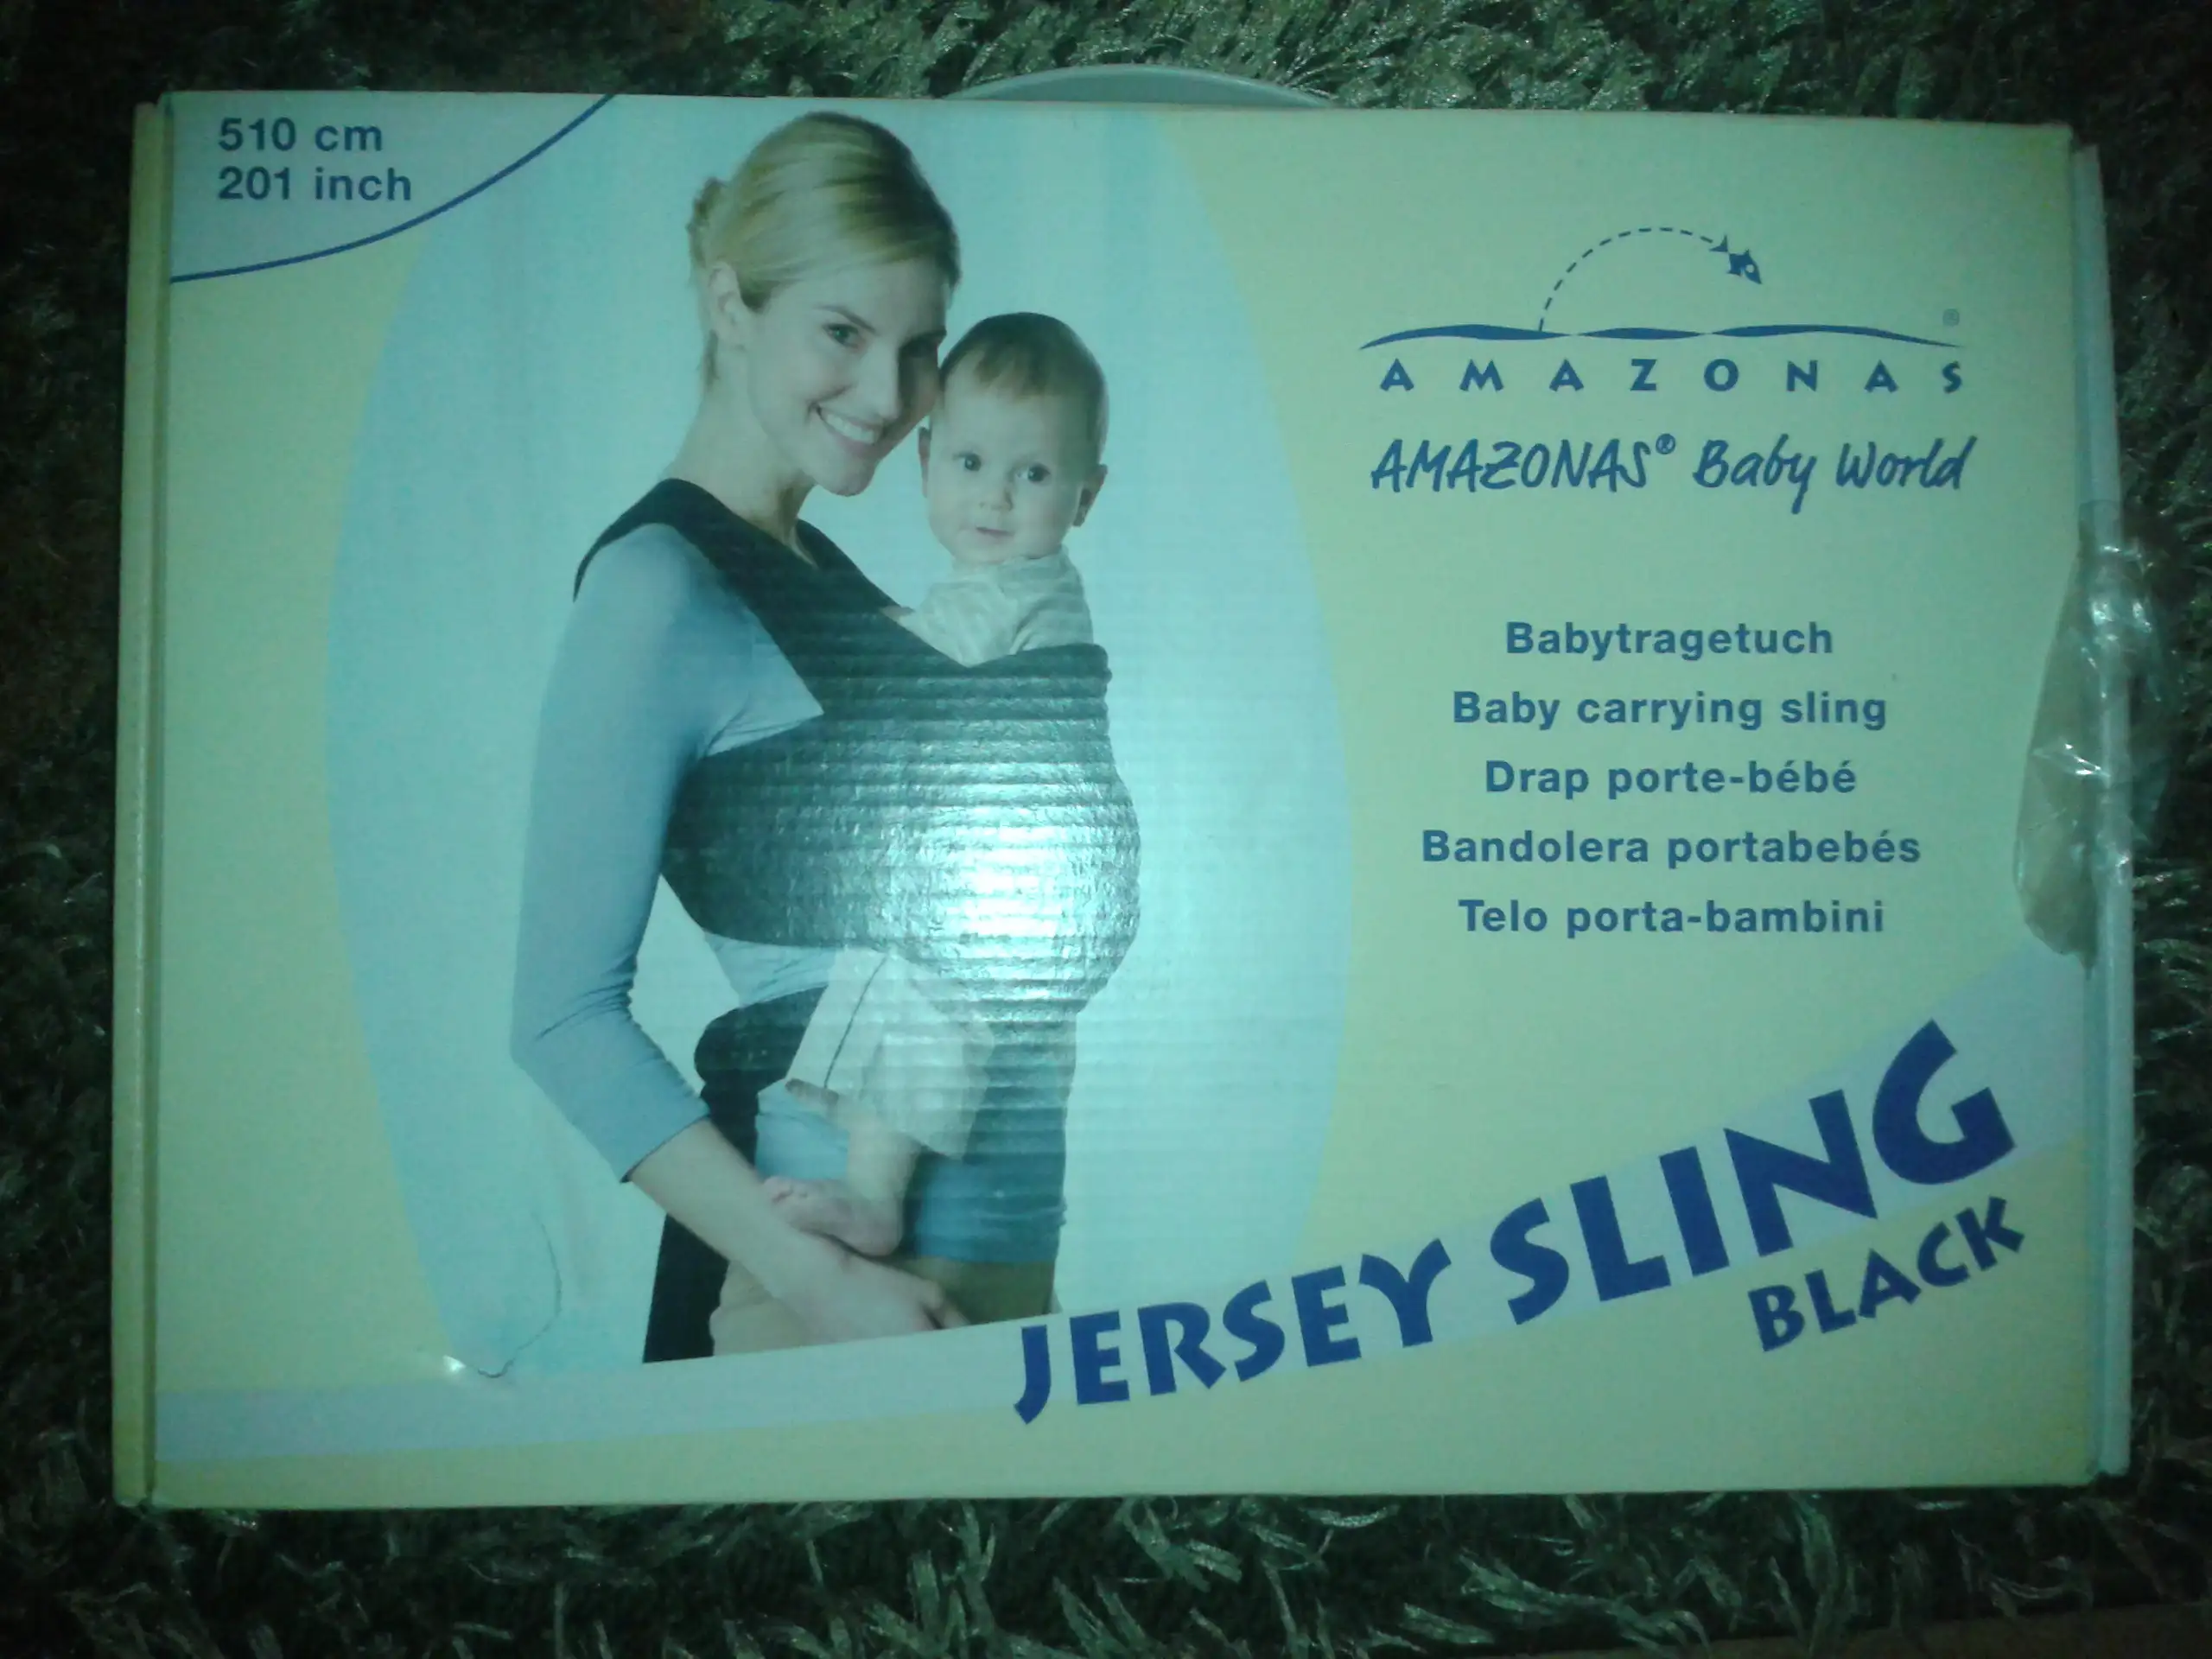 510 cm
201 inch
®
AMAZONAS
AMAZONAS® Baby World
Babytragetuch
Baby carrying sling
Drap porte-bébé
Bandolera portabebés
Telo porta-bambini
JERSEY SLING
BLACK